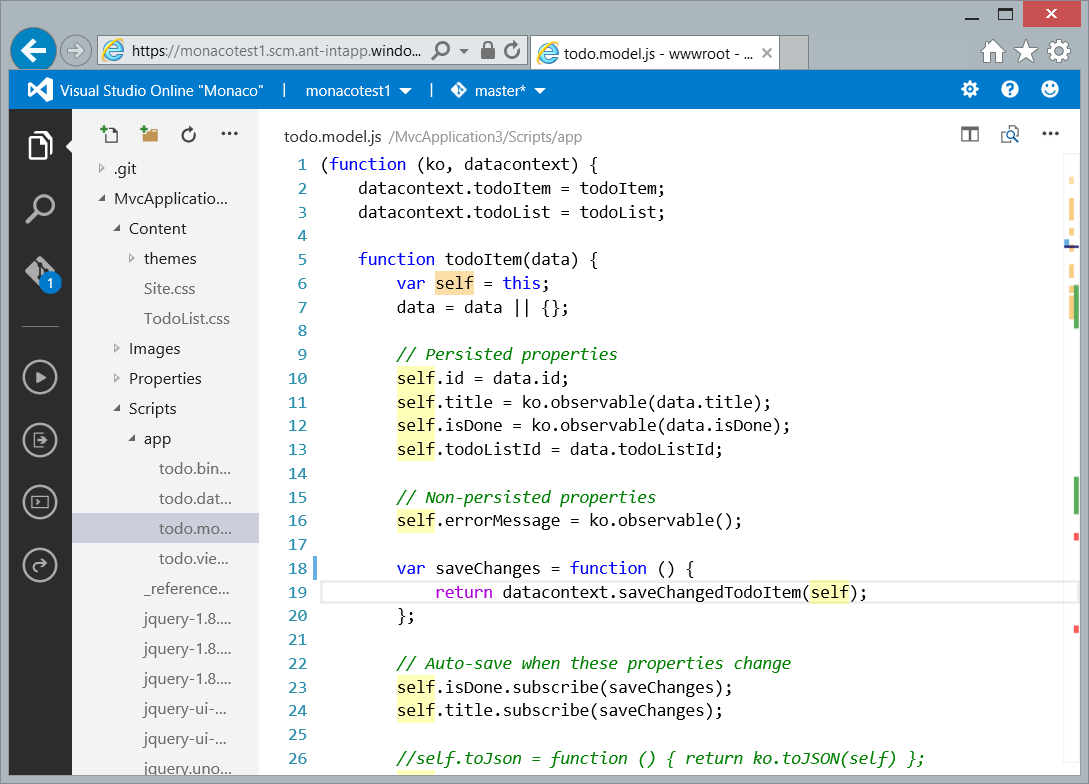 https://monacotest1.scm.ant-intapp.windo...
todo.model.js - wwwroot - ...
Visual Studio Online "Monaco" | monacotest1 | master*
.git
MvcApplicatio...
Content
themes
Site.css
TodoList.css
Images
Properties
Scripts
app
todo.bin...
todo.dat...
todo.mo...
todo.vie...
_reference...
jquery-1.8....
jquery-1.8....
jquery-1.8....
jquery-ui-...
jquery-ui-...
jquery.uno...
1
todo.model.js /MvcApplication3/Scripts/app
1 (function (ko, datacontext) {
2 datacontext.todoItem = todoItem;
3 datacontext.todoList = todoList;
4
5 function todoItem(data) {
6 var self = this;
7 data = data || {};
8
9 // Persisted properties
10 self.id = data.id;
11 self.title = ko.observable(data.title);
12 self.isDone = ko.observable(data.isDone);
13 self.todoListId = data.todoListId;
14
15 // Non-persisted properties
16 self.errorMessage = ko.observable();
17
18 var saveChanges = function () {
19 return datacontext.saveChangedTodoItem(self);
20 };
21
22 // Auto-save when these properties change
23 self.isDone.subscribe(saveChanges);
24 self.title.subscribe(saveChanges);
25
26 //self.toJson = function () { return ko.toJSON(self) };